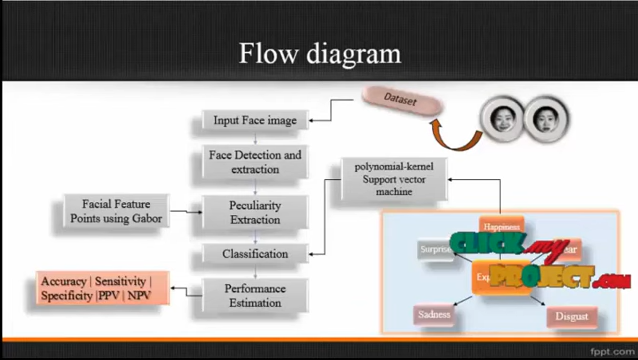 Flow diagram
Dataset
Input Face image
Face Detection and
extraction
polynomial-kernel
Support vector
machine
Facial Feature
Points using Gabor
Peculiarity
Extraction
Classification
Accuracy | Sensitivity |
Specificity |PPV | NPV
Performance
Estimation
Happiness
Surprise
CLICK my
PROJECT.COM
Sadness
Disgust
fppt.com